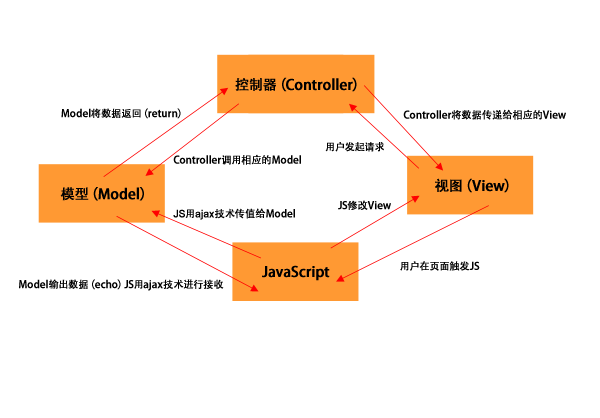 控制器 (Controller)
Model将数据返回 (return)
Controller将数据传递给相应的View
用户发起请求
Controller调用相应的Model
模型 (Model)
视图 (View)
JS修改View
JS用ajax技术传值给Model
JavaScript
用户在页面触发JS
Model输出数据 (echo) JS用ajax技术进行接收